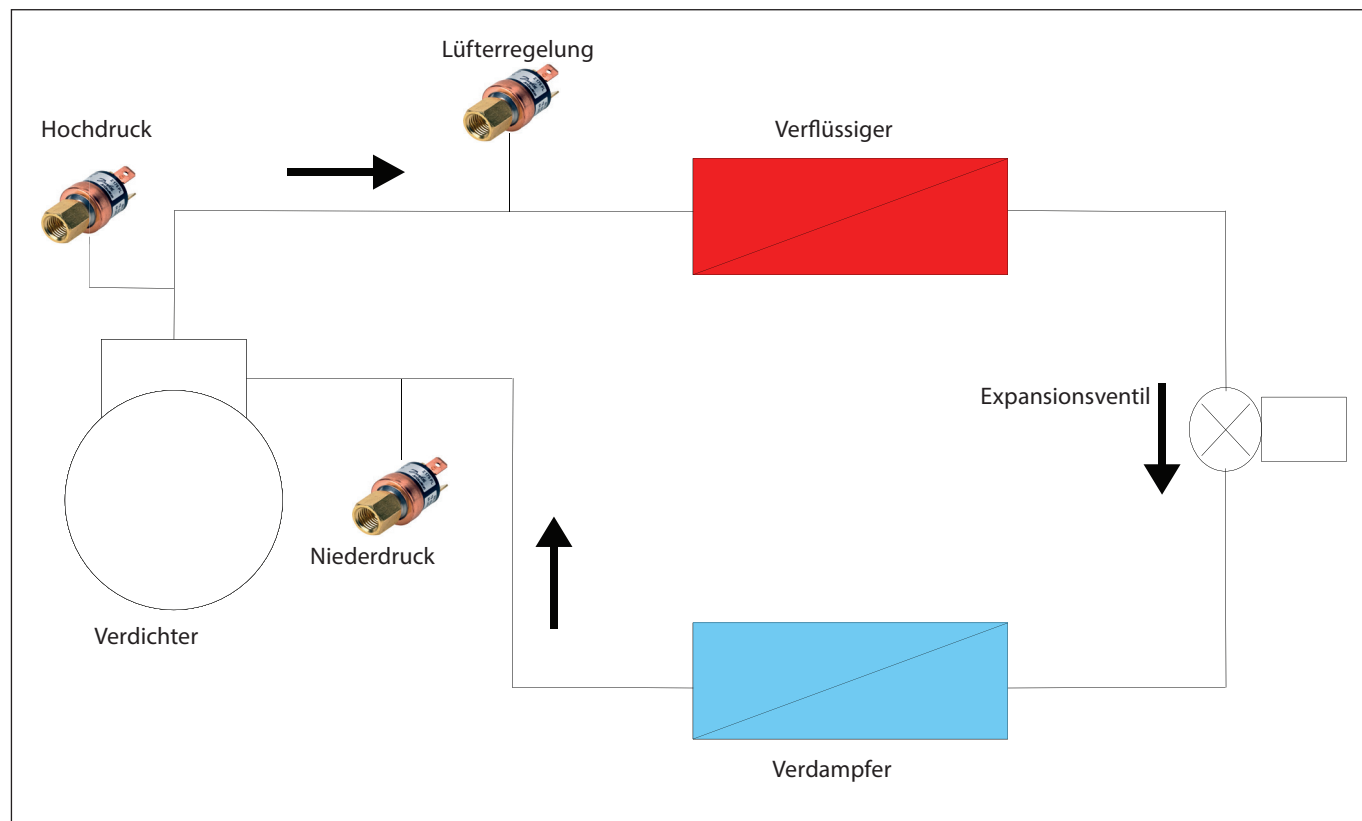 Lüfterregelung
Hochdruck
Verflüssiger
Expansionsventil
Niederdruck
Verdichter
Verdampfer